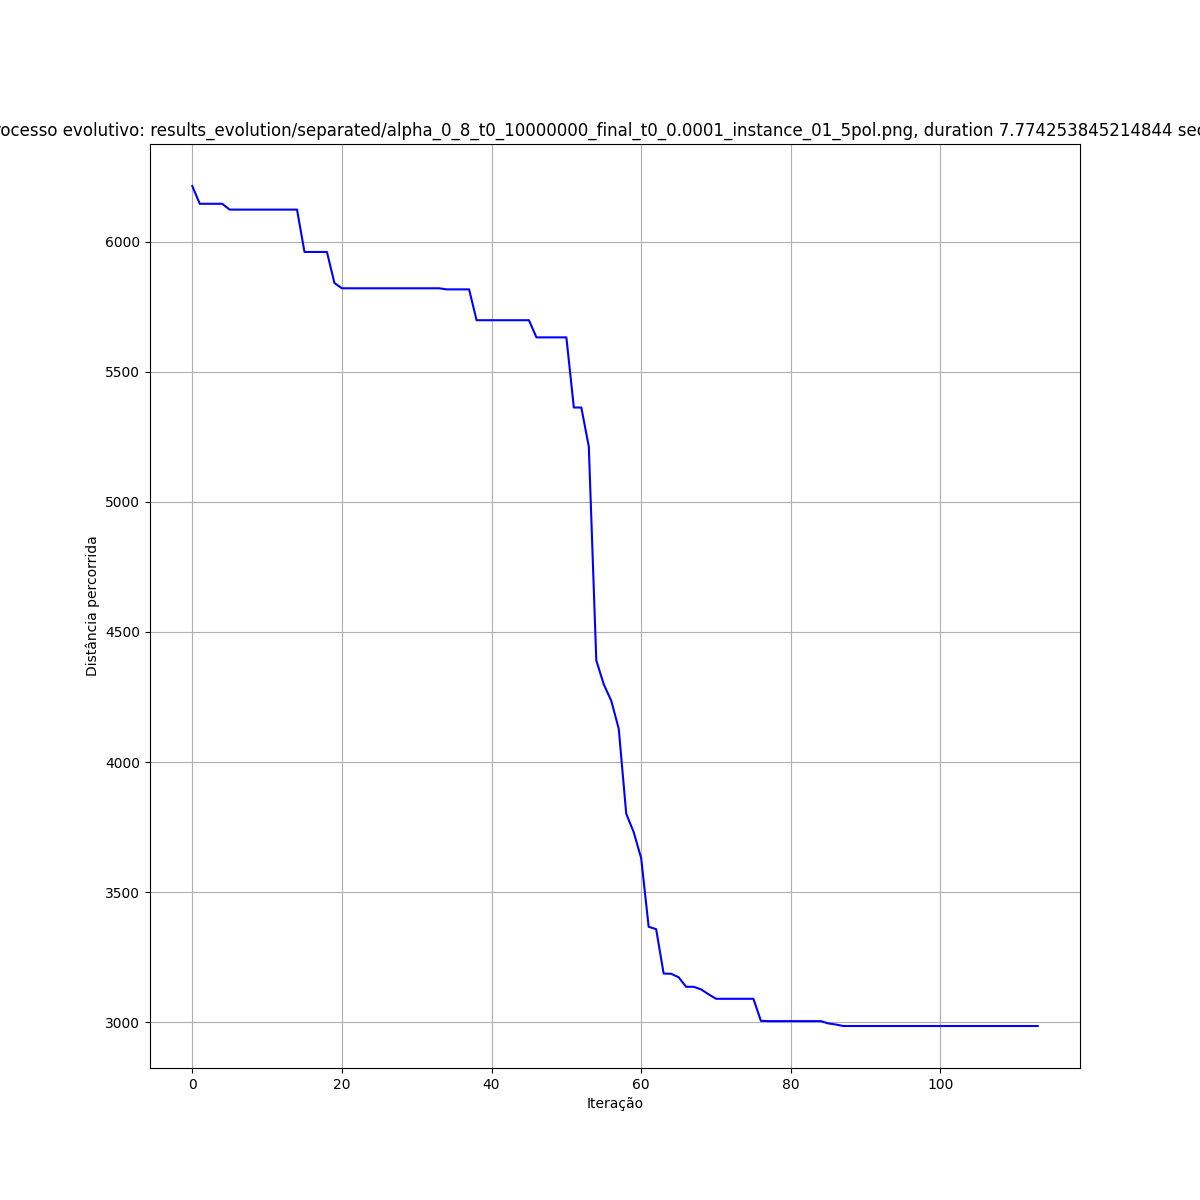 ocesso evolutivo: results_evolution/separated/alpha_0_8_t0_10000000_final_t0_0.0001_instance_01_5pol.png, duration 7.774253845214844 sec
6000
5500
5000
4500
4000
3500
3000
Distância percorrida
0 20 40 60 80 100
Iteração